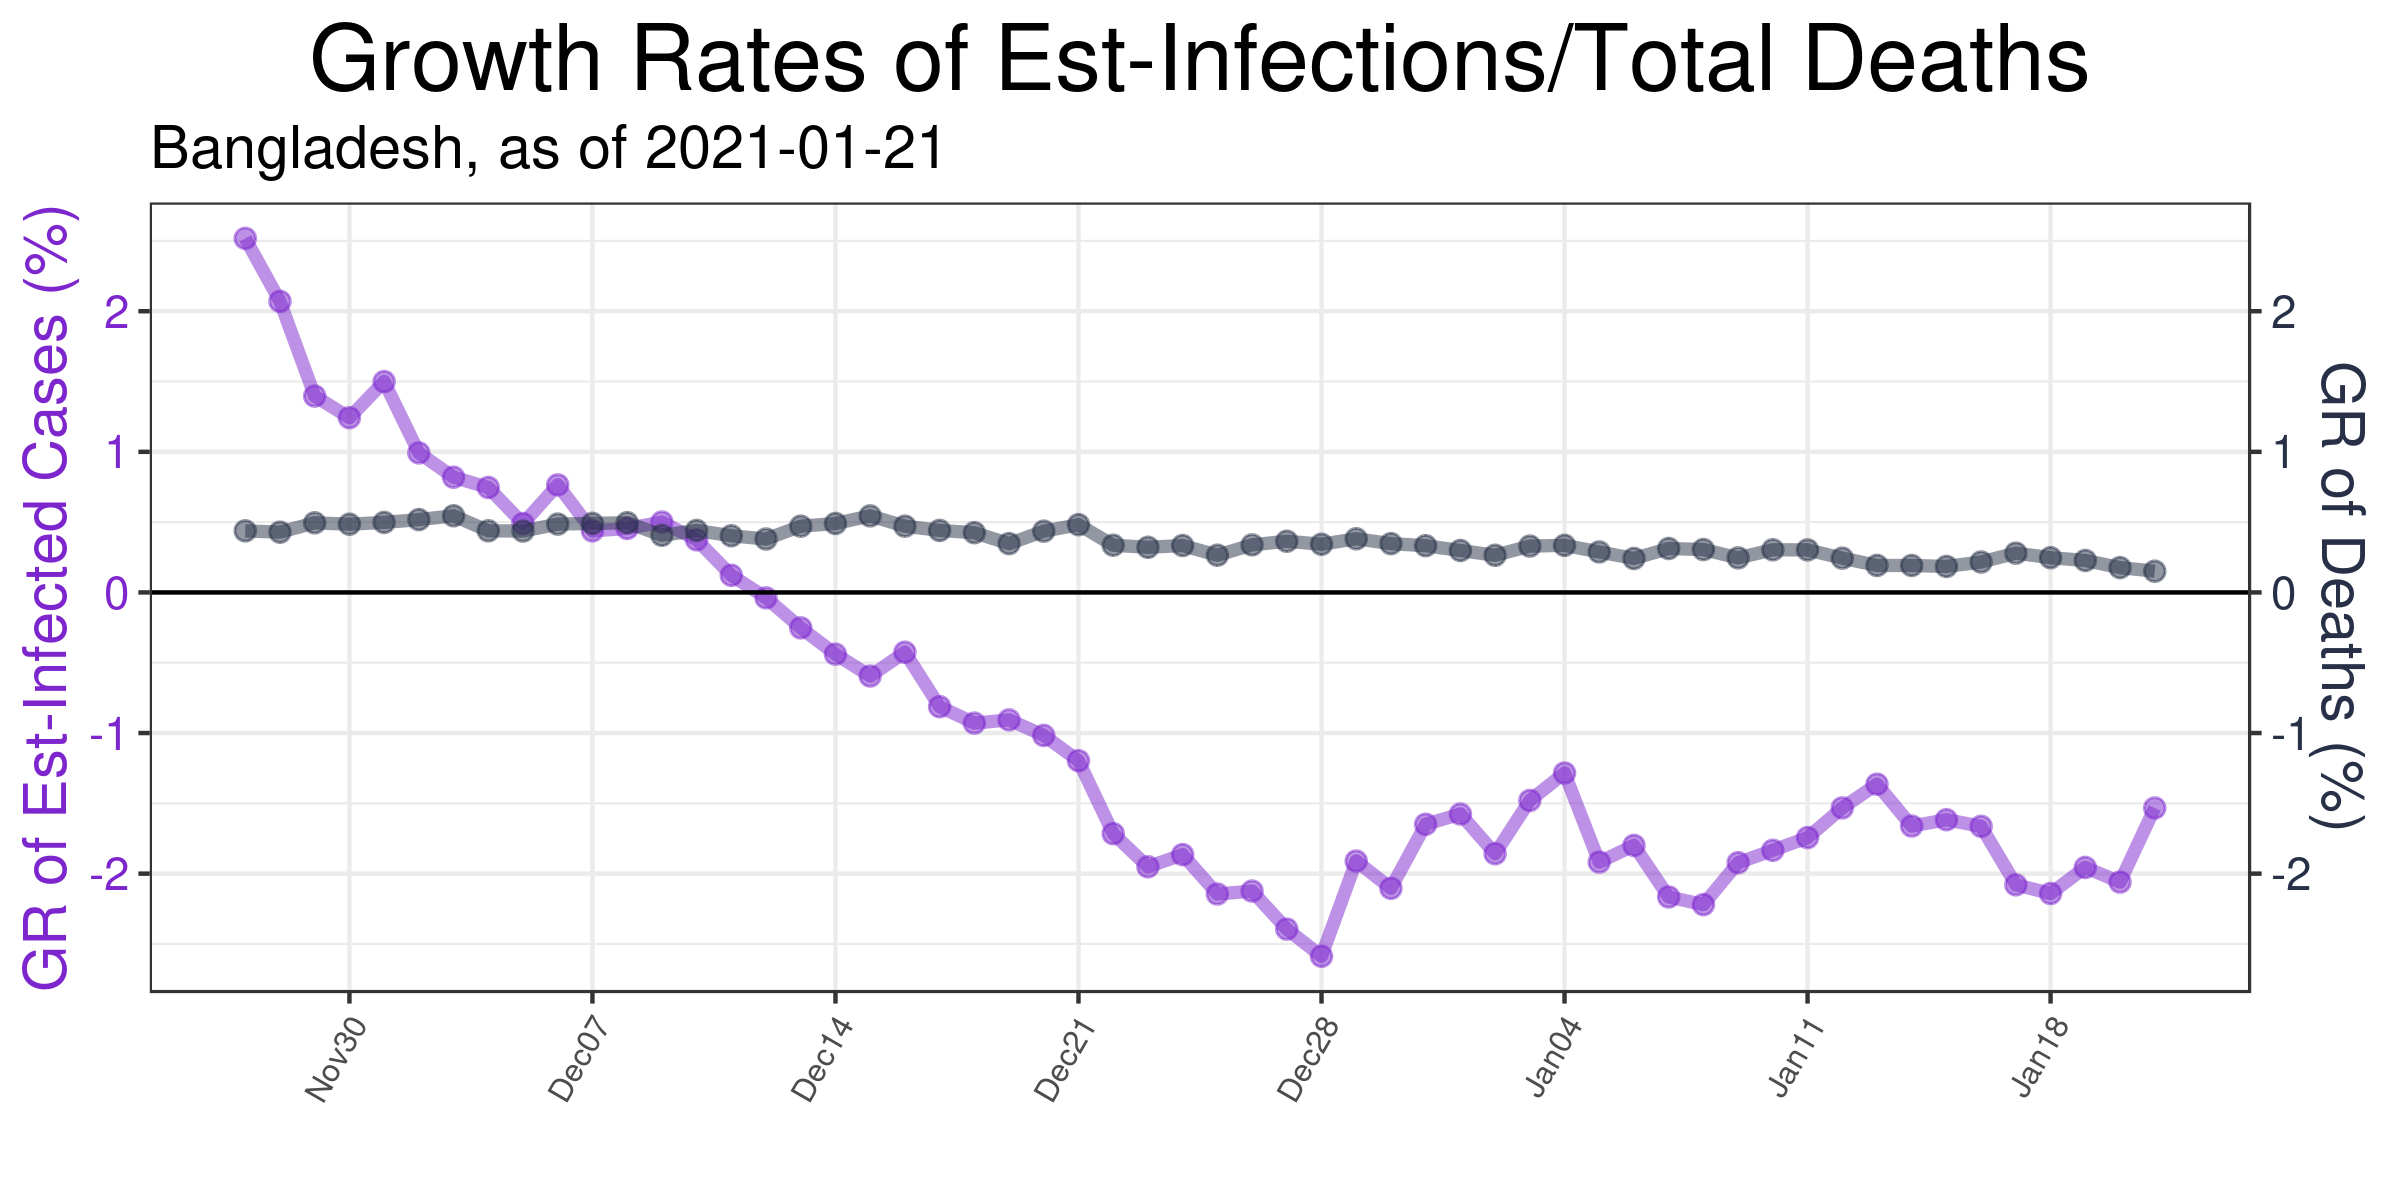 Growth Rates of Est-Infections/Total Deaths
Bangladesh, as of 2021-01-21
GR of Est-Infected Cases (%)
2
1
0
-1
-2
2
1
0
-1
-2
GR of Deaths (%)
Nov30
Dec07
Dec14
Dec21
Dec28
Jan04
Jan11
Jan18